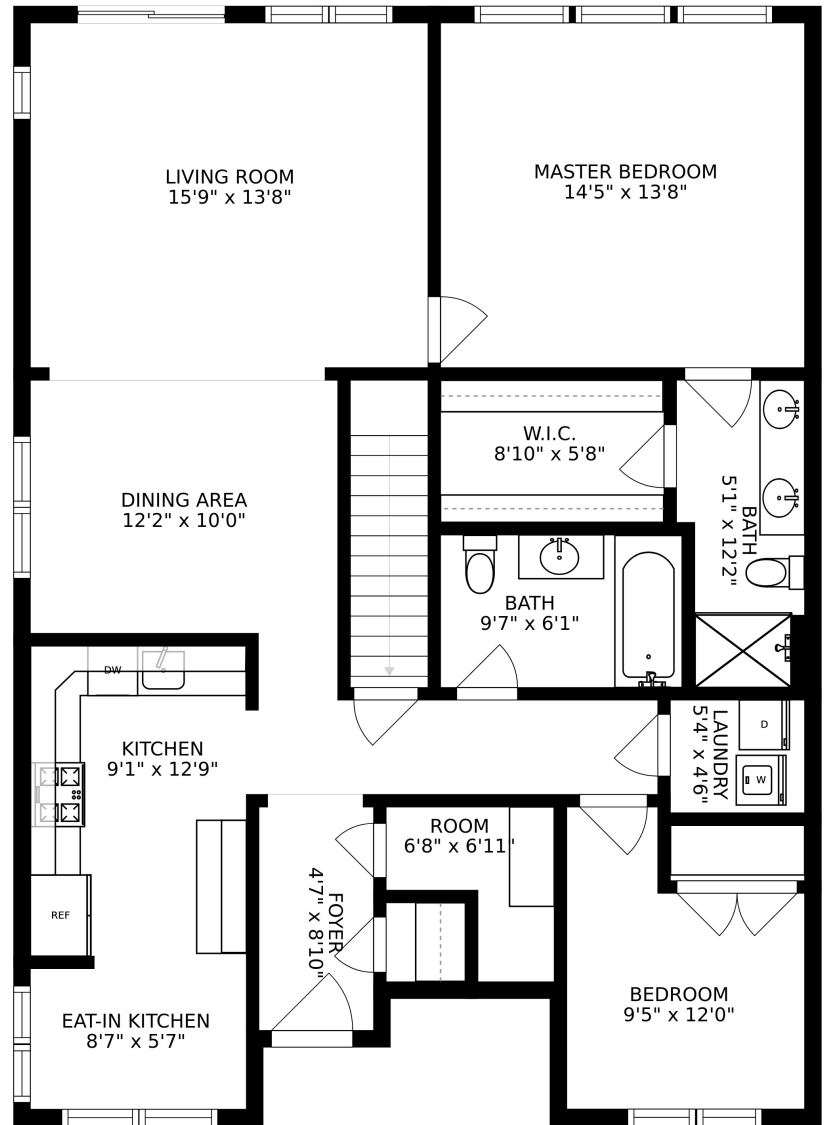 LIVING ROOM
15'9" x 13'8"
MASTER BEDROOM
14'5" x 13'8"
W.I.C.
8'10" x 5'8"
BATH
5'1" x 12'2"
DINING AREA
12'2" x 10'0"
BATH
9'7" x 6'1"
DW
KITCHEN
9'1" x 12'9"
LAUNDRY
5'4" x 4'6"
D
W
ROOM
6'8" x 6'11"
FOYER
4'7" x 8'10"
REF
EAT-IN KITCHEN
8'7" x 5'7"
BEDROOM
9'5" x 12'0"